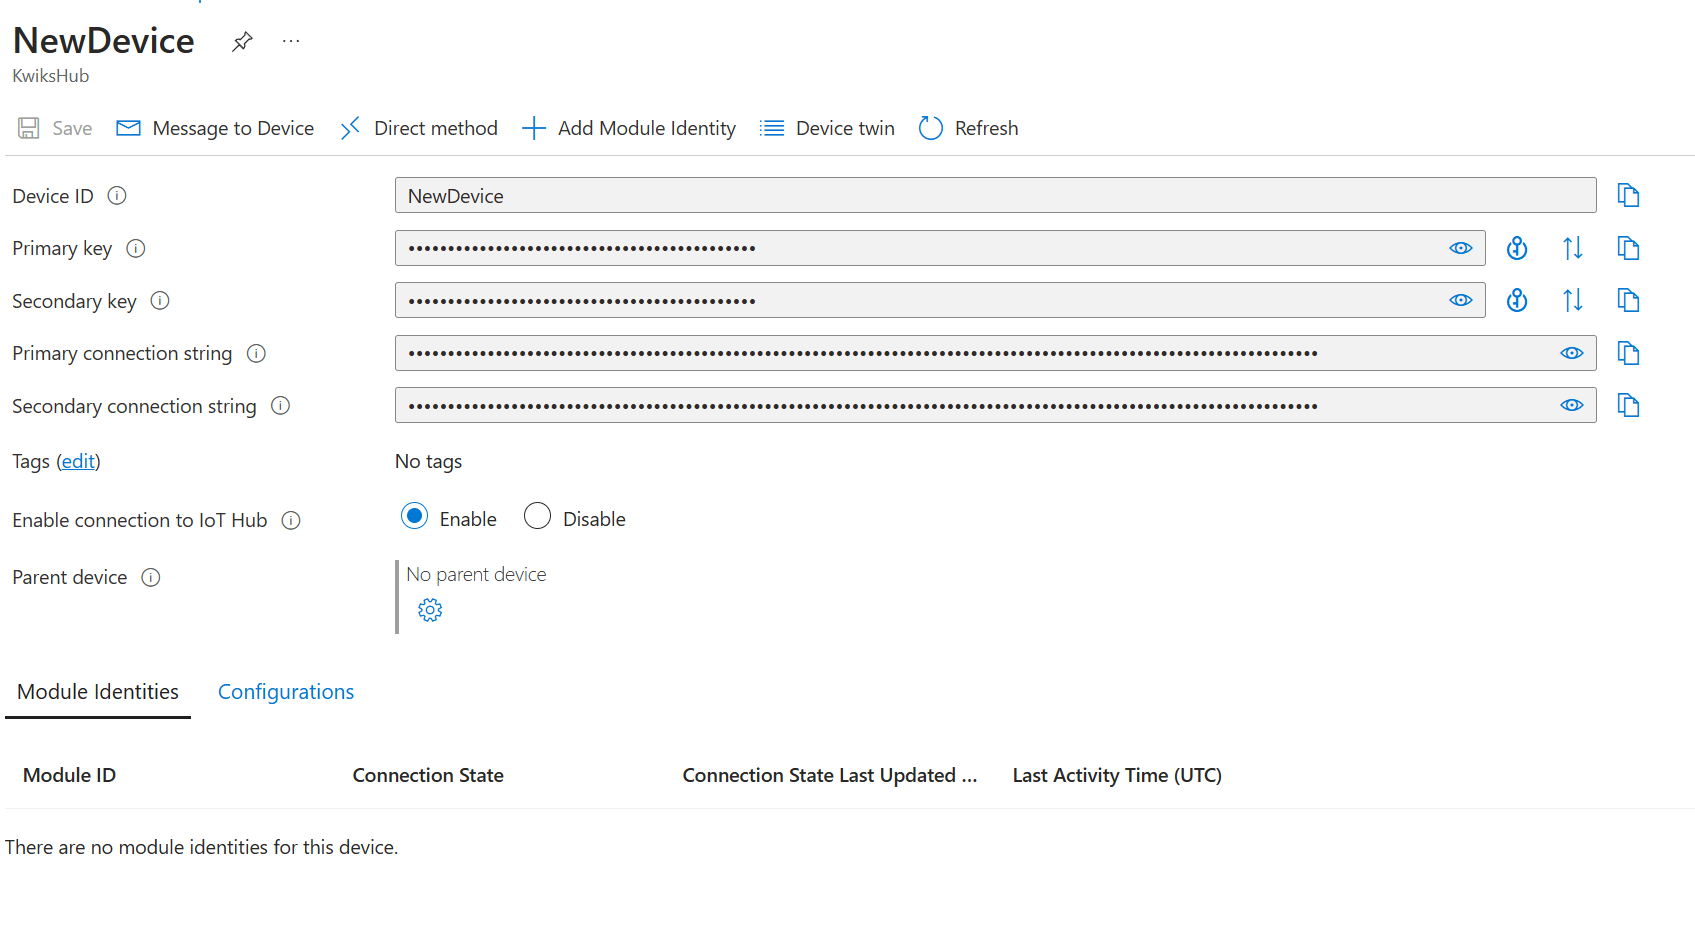 NewDevice ...
KwiksHub
Save Message to Device Direct method Add Module Identity Device twin Refresh
Device ID NewDevice
Primary key ••••••••••••••••••••••••••••••••••••••••••••
Secondary key ••••••••••••••••••••••••••••••••••••••••••••
Primary connection string •••••••••••••••••••••••••••••••••••••••••••••••••••••••••••••••••••••••••••••••••••••••••••••••••••••••••••••••••••
Secondary connection string •••••••••••••••••••••••••••••••••••••••••••••••••••••••••••••••••••••••••••••••••••••••••••••••••••••••••••••••••••
Tags (edit) No tags
Enable connection to IoT Hub Enable Disable
Parent device No parent device
Module Identities Configurations
Module ID Connection State Connection State Last Updated ... Last Activity Time (UTC)
There are no module identities for this device.